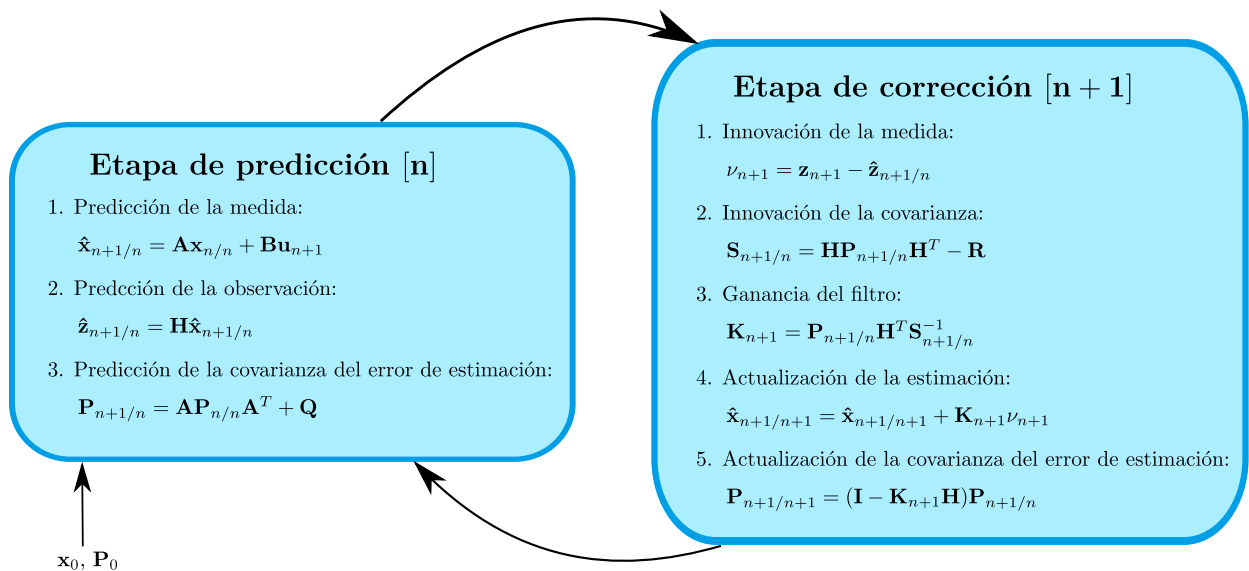 Etapa de predicción [n]
1. Predicción de la medida:
x̂ₙ₊₁/ₙ = Axₙ/ₙ + Buₙ₊₁
2. Predcción de la observación:
ẑₙ₊₁/ₙ = Hx̂ₙ₊₁/ₙ
3. Predicción de la covarianza del error de estimación:
Pₙ₊₁/ₙ = APₙ/ₙAᵀ + Q
x₀, P₀
Etapa de corrección [n + 1]
1. Innovación de la medida:
νₙ₊₁ = zₙ₊₁ − ẑₙ₊₁/ₙ
2. Innovación de la covarianza:
Sₙ₊₁/ₙ = HPₙ₊₁/ₙHᵀ − R
3. Ganancia del filtro:
Kₙ₊₁ = Pₙ₊₁/ₙHᵀS⁻¹ₙ₊₁/ₙ
4. Actualización de la estimación:
x̂ₙ₊₁/ₙ₊₁ = x̂ₙ₊₁/ₙ₊₁ + Kₙ₊₁νₙ₊₁
5. Actualización de la covarianza del error de estimación:
Pₙ₊₁/ₙ₊₁ = (I − Kₙ₊₁H)Pₙ₊₁/ₙ